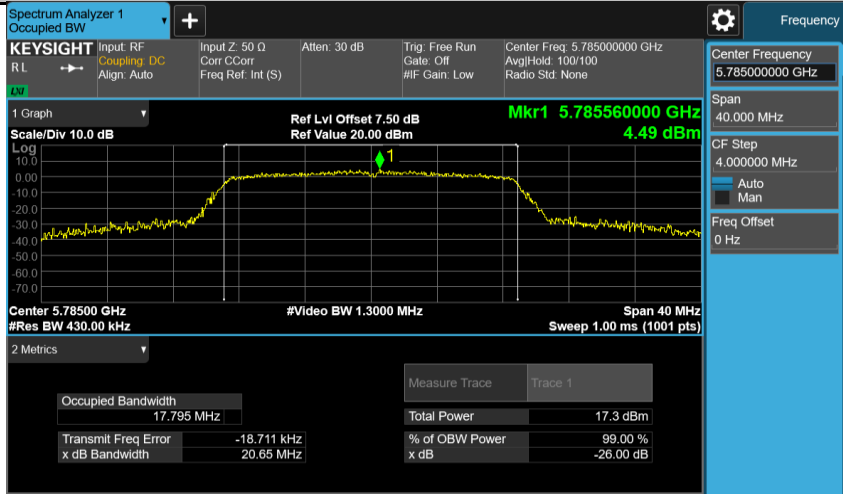 Spectrum Analyzer 1
Occupied BW
+
Frequency
KEYSIGHT
RL
LXI
Input: RF
Coupling: DC
Align: Auto
Input Z: 50 Ω
Corr CCorr
Freq Ref: Int (S)
Atten: 30 dB
Trig: Free Run
Gate: Off
#IF Gain: Low
Center Freq: 5.785000000 GHz
Avg|Hold: 100/100
Radio Std: None
Center Frequency
5.785000000 GHz
Span
40.000 MHz
CF Step
4.000000 MHz
Auto
Man
Freq Offset
0 Hz
1 Graph
Scale/Div 10.0 dB
Ref Lvl Offset 7.50 dB
Ref Value 20.00 dBm
Mkr1 5.785560000 GHz
4.49 dBm
Log
10.0
0.00
-10.0
-20.0
-30.0
-40.0
-50.0
-60.0
-70.0
1
Center 5.78500 GHz
#Res BW 430.00 kHz
#Video BW 1.3000 MHz
Span 40 MHz
Sweep 1.00 ms (1001 pts)
2 Metrics
Measure Trace Trace 1
Occupied Bandwidth
17.795 MHz
Total Power 17.3 dBm
Transmit Freq Error -18.711 kHz
x dB Bandwidth 20.65 MHz
% of OBW Power 99.00 %
x dB -26.00 dB